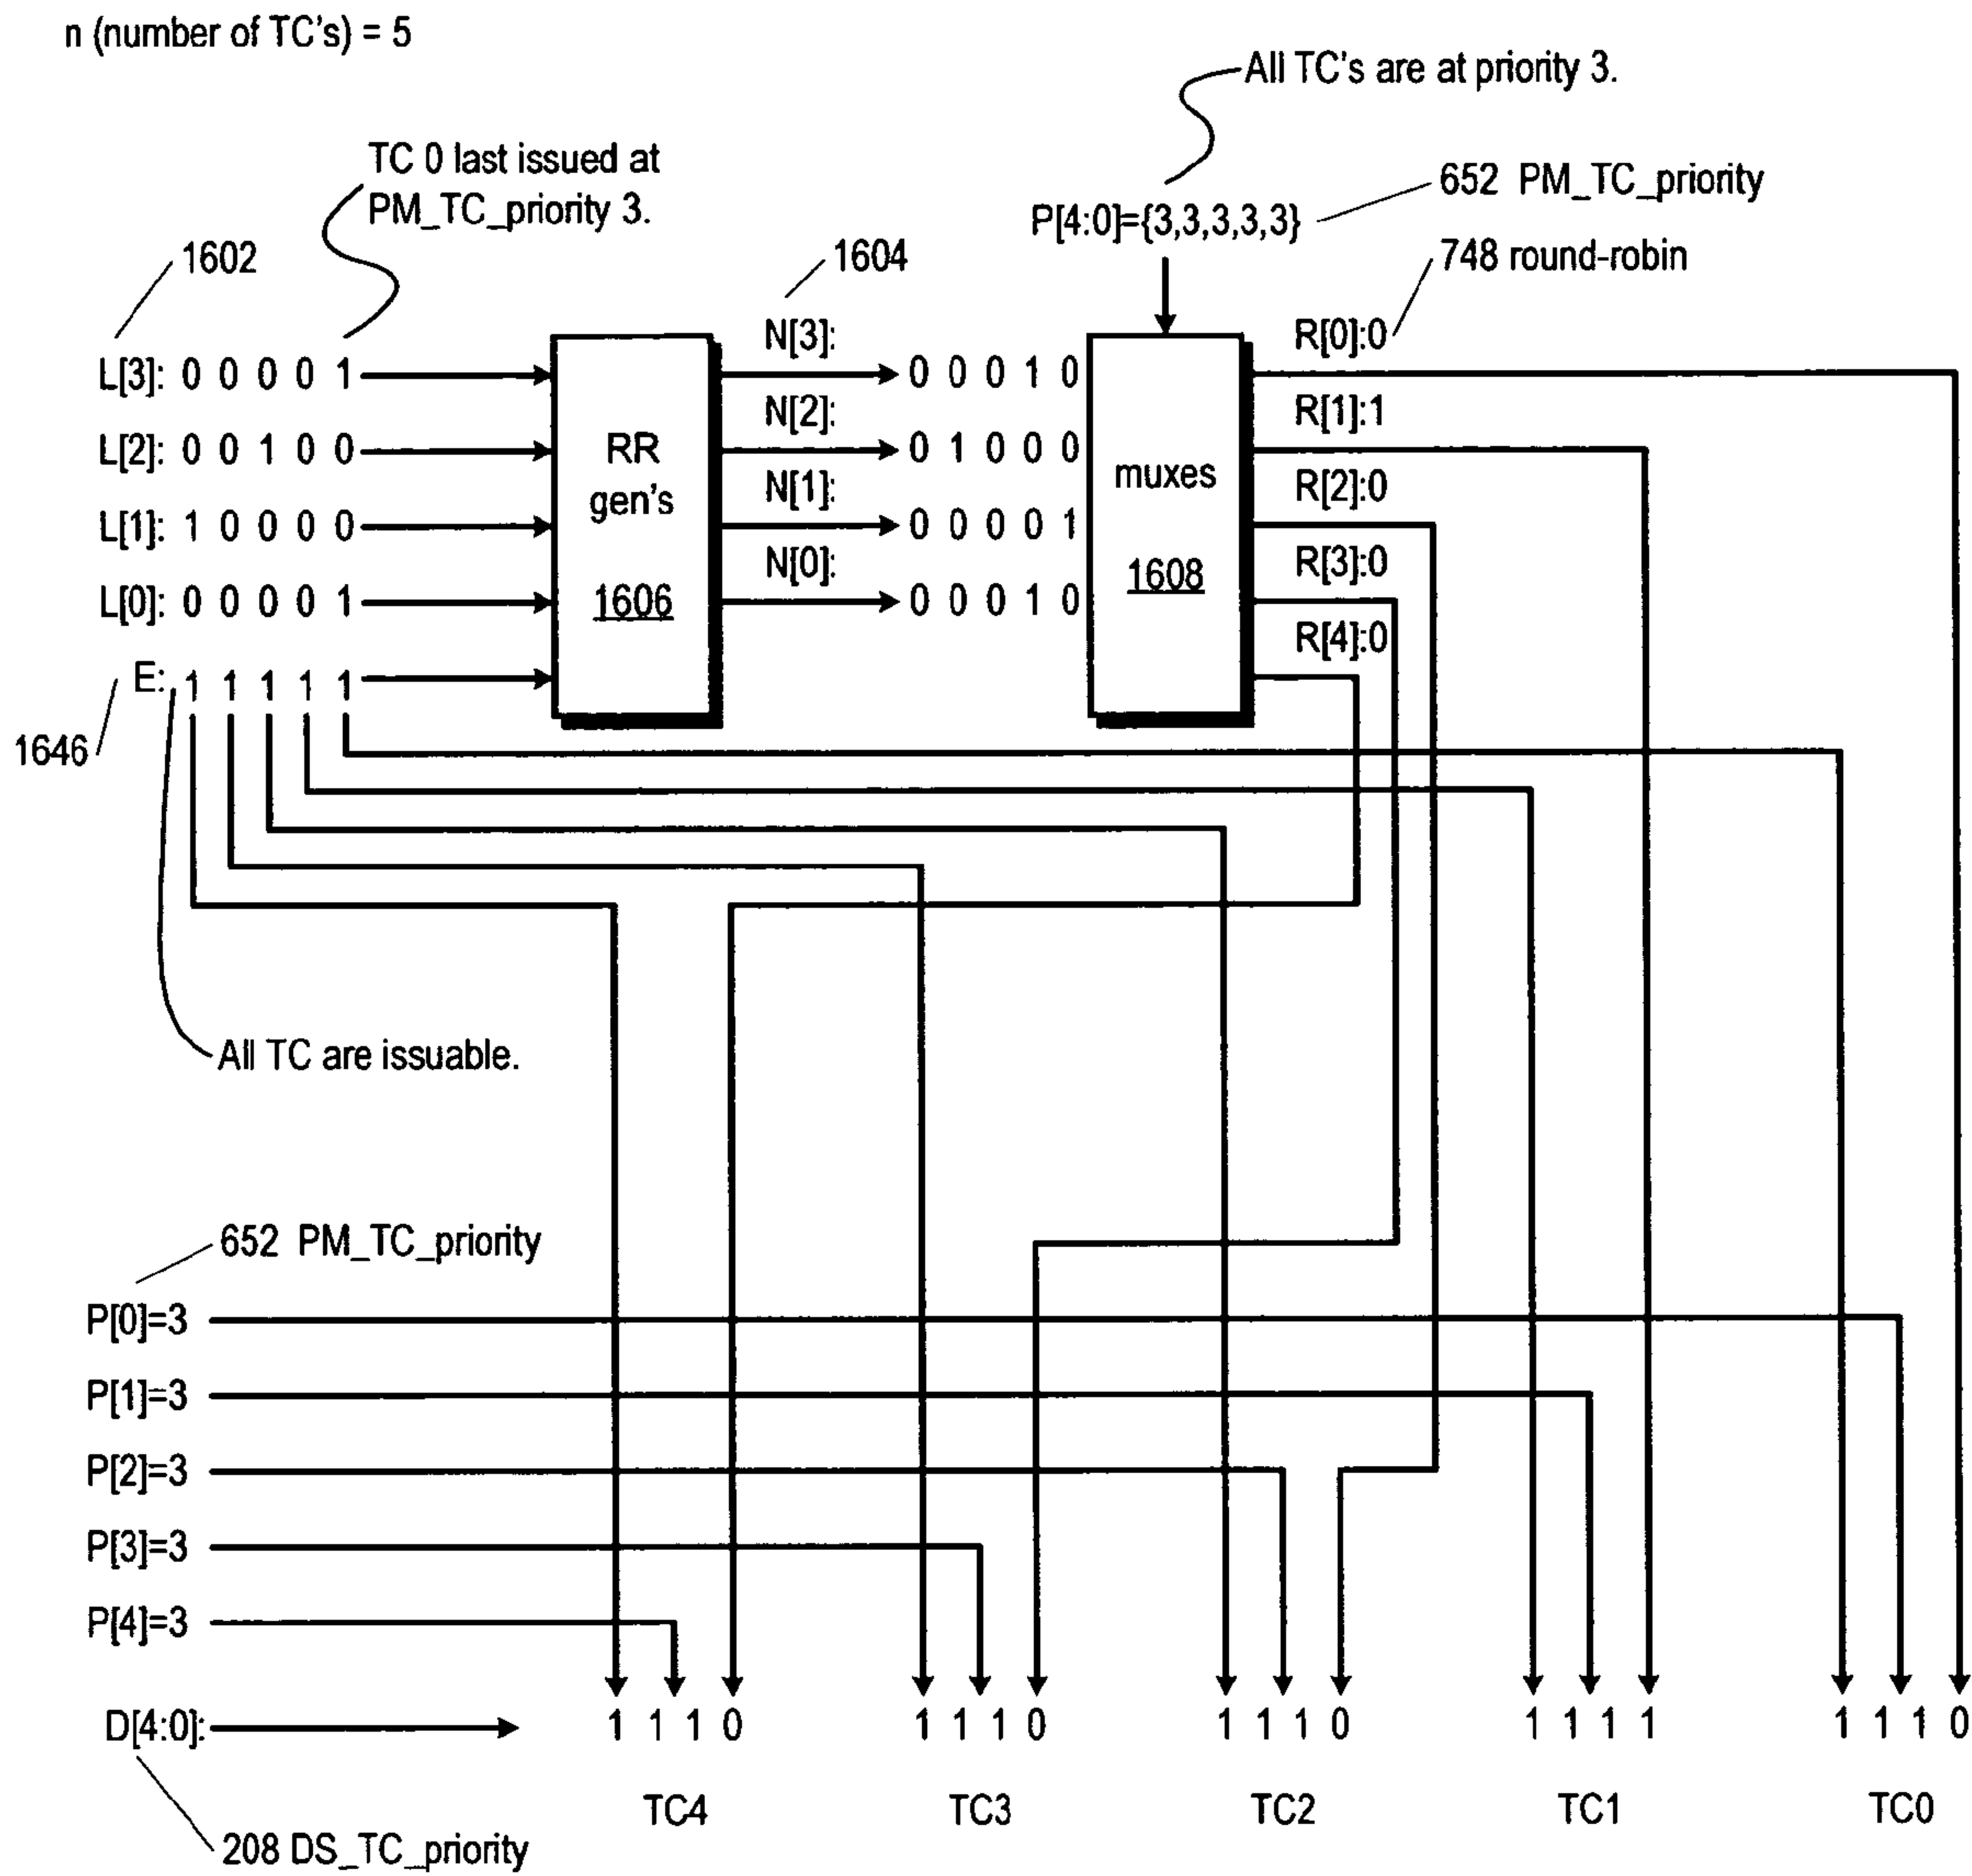 n (number of TC's) = 5
All TC's are at priority 3.
TC 0 last issued at
PM_TC_priority 3.
652 PM_TC_priority
P[4:0]={3,3,3,3,3}
1602
1604
748 round-robin
L[3]: 0 0 0 0 1
L[2]: 0 0 1 0 0
L[1]: 1 0 0 0 0
L[0]: 0 0 0 0 1
E: 1 1 1 1 1
1646
RR
gen's
1606
N[3]:
0 0 0 1 0
N[2]:
0 1 0 0 0
N[1]:
0 0 0 0 1
N[0]:
0 0 0 1 0
muxes
1608
R[0]:0
R[1]:1
R[2]:0
R[3]:0
R[4]:0
All TC are issuable.
652 PM_TC_priority
P[0]=3
P[1]=3
P[2]=3
P[3]=3
P[4]=3
D[4:0]: 1 1 1 0 1 1 1 0 1 1 1 0 1 1 1 1 1 1 1 0
TC4 TC3 TC2 TC1 TC0
208 DS_TC_priority